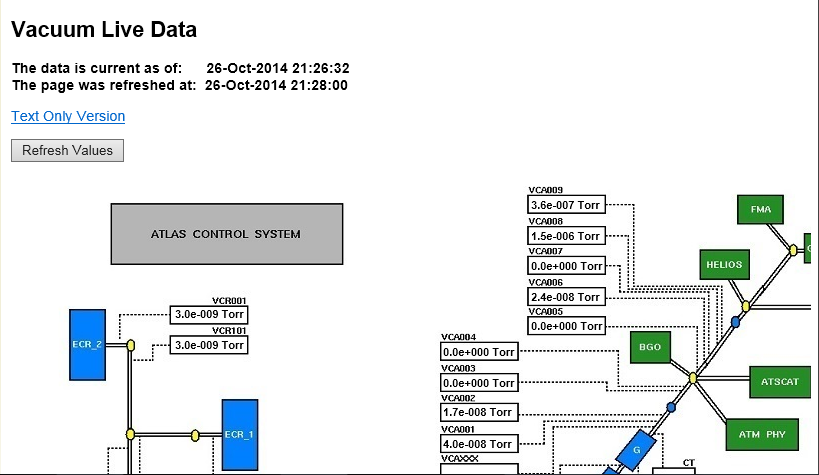 Vacuum Live Data
The data is current as of: 26-Oct-2014 21:26:32
The page was refreshed at: 26-Oct-2014 21:28:00
Text Only Version
Refresh Values
ATLAS CONTROL SYSTEM
VCR001
3.0e-009 Torr
VCR101
3.0e-009 Torr
ECR_2
ECR_1
VCA009
3.6e-007 Torr
VCA008
1.5e-006 Torr
VCA007
0.0e+000 Torr
VCA006
2.4e-008 Torr
VCA005
0.0e+000 Torr
VCA004
0.0e+000 Torr
VCA003
0.0e+000 Torr
VCA002
1.7e-008 Torr
VCA001
4.0e-008 Torr
VCAXXX
FMA
HELIOS
BGO
ATSCAT
ATM PHY
G
CT